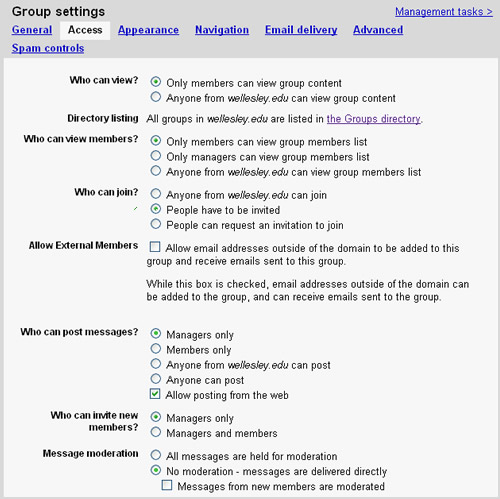 Group settings
Management tasks >
General Access Appearance Navigation Email delivery Advanced
Spam controls
Who can view? Only members can view group content
Anyone from wellesley.edu can view group content
Directory listing All groups in wellesley.edu are listed in the Groups directory.
Who can view members? Only members can view group members list
Only managers can view group members list
Anyone from wellesley.edu can view group members list
Who can join? Anyone from wellesley.edu can join
People have to be invited
People can request an invitation to join
Allow External Members Allow email addresses outside of the domain to be added to this
group and receive emails sent to this group.
While this box is checked, email addresses outside of the domain can
be added to the group, and can receive emails sent to the group.
Who can post messages? Managers only
Members only
Anyone from wellesley.edu can post
Anyone can post
Allow posting from the web
Who can invite new Managers only
members? Managers and members
Message moderation All messages are held for moderation
No moderation - messages are delivered directly
Messages from new members are moderated